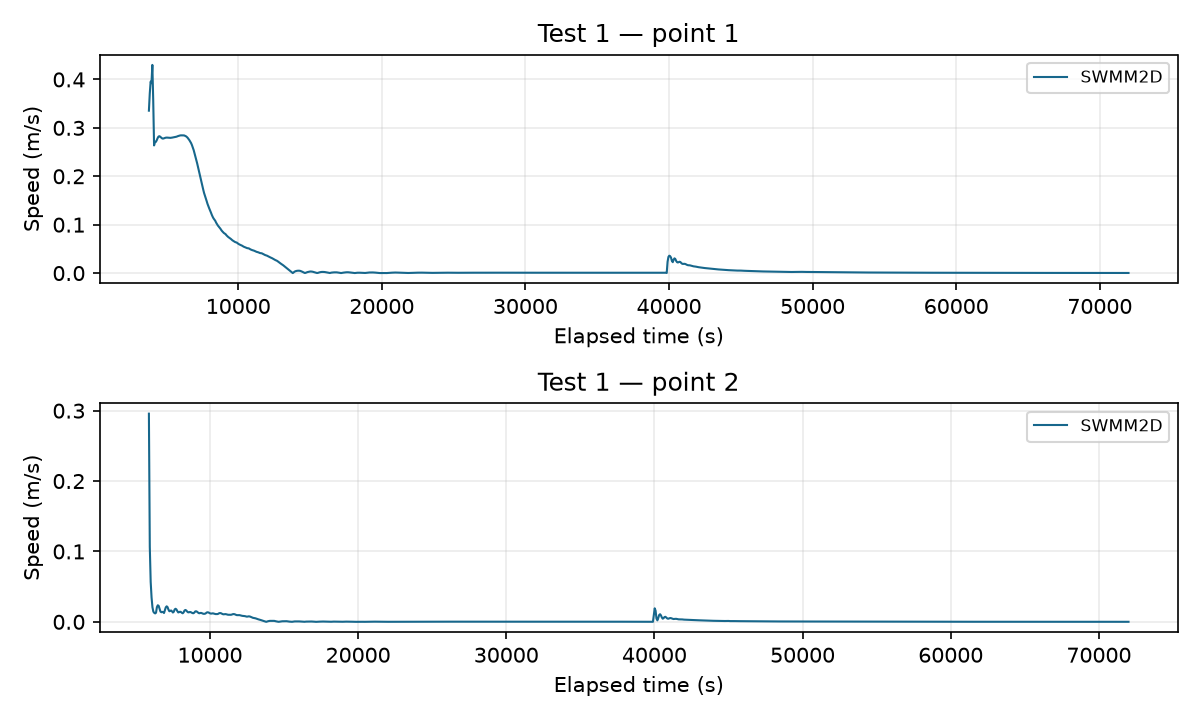 Test 1 — point 1
SWMM2D
Speed (m/s)
0.4
0.3
0.2
0.1
0.0
10000 20000 30000 40000 50000 60000 70000
Elapsed time (s)
Test 1 — point 2
SWMM2D
Speed (m/s)
0.3
0.2
0.1
0.0
10000 20000 30000 40000 50000 60000 70000
Elapsed time (s)